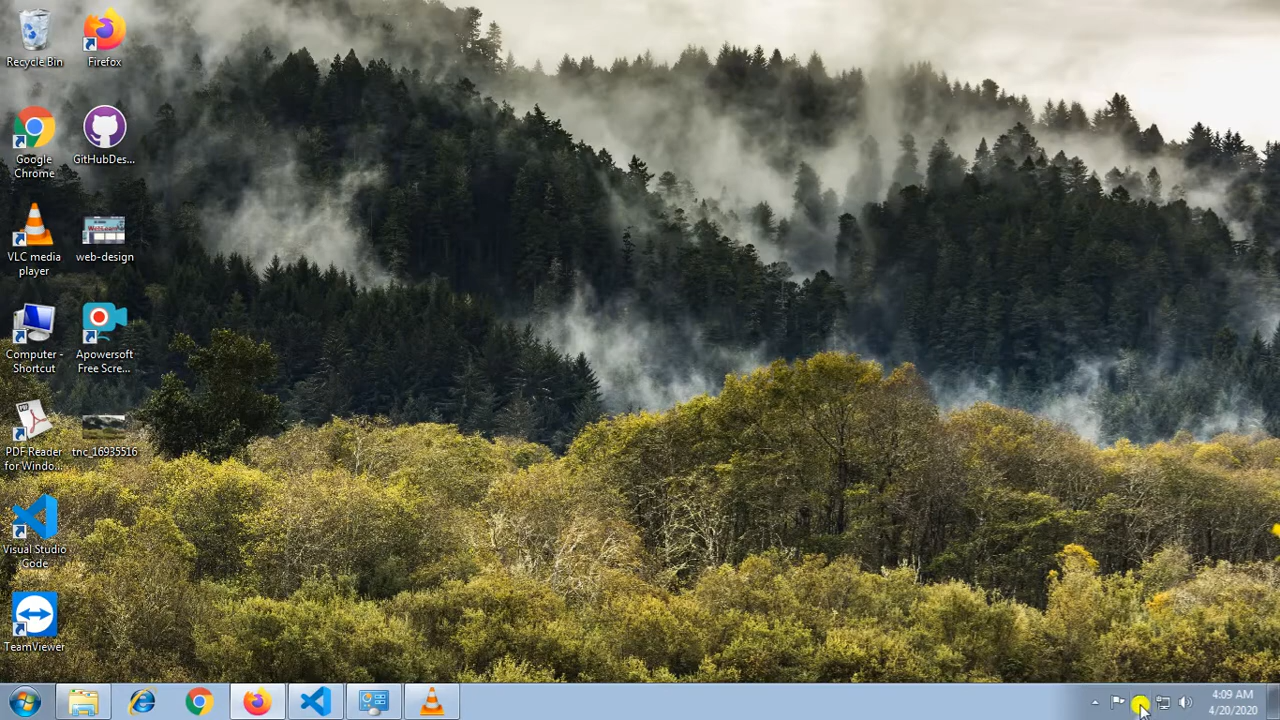 Recycle Bin
Firefox
Google
Chrome
GitHubDes...
VLC media
player
web-design
Computer -
Shortcut
Apowersoft
Free Scre...
PDF Reader
for Windo...
tnc_16935516
Visual Studio
Code
TeamViewer
4:09 AM
4/20/2020